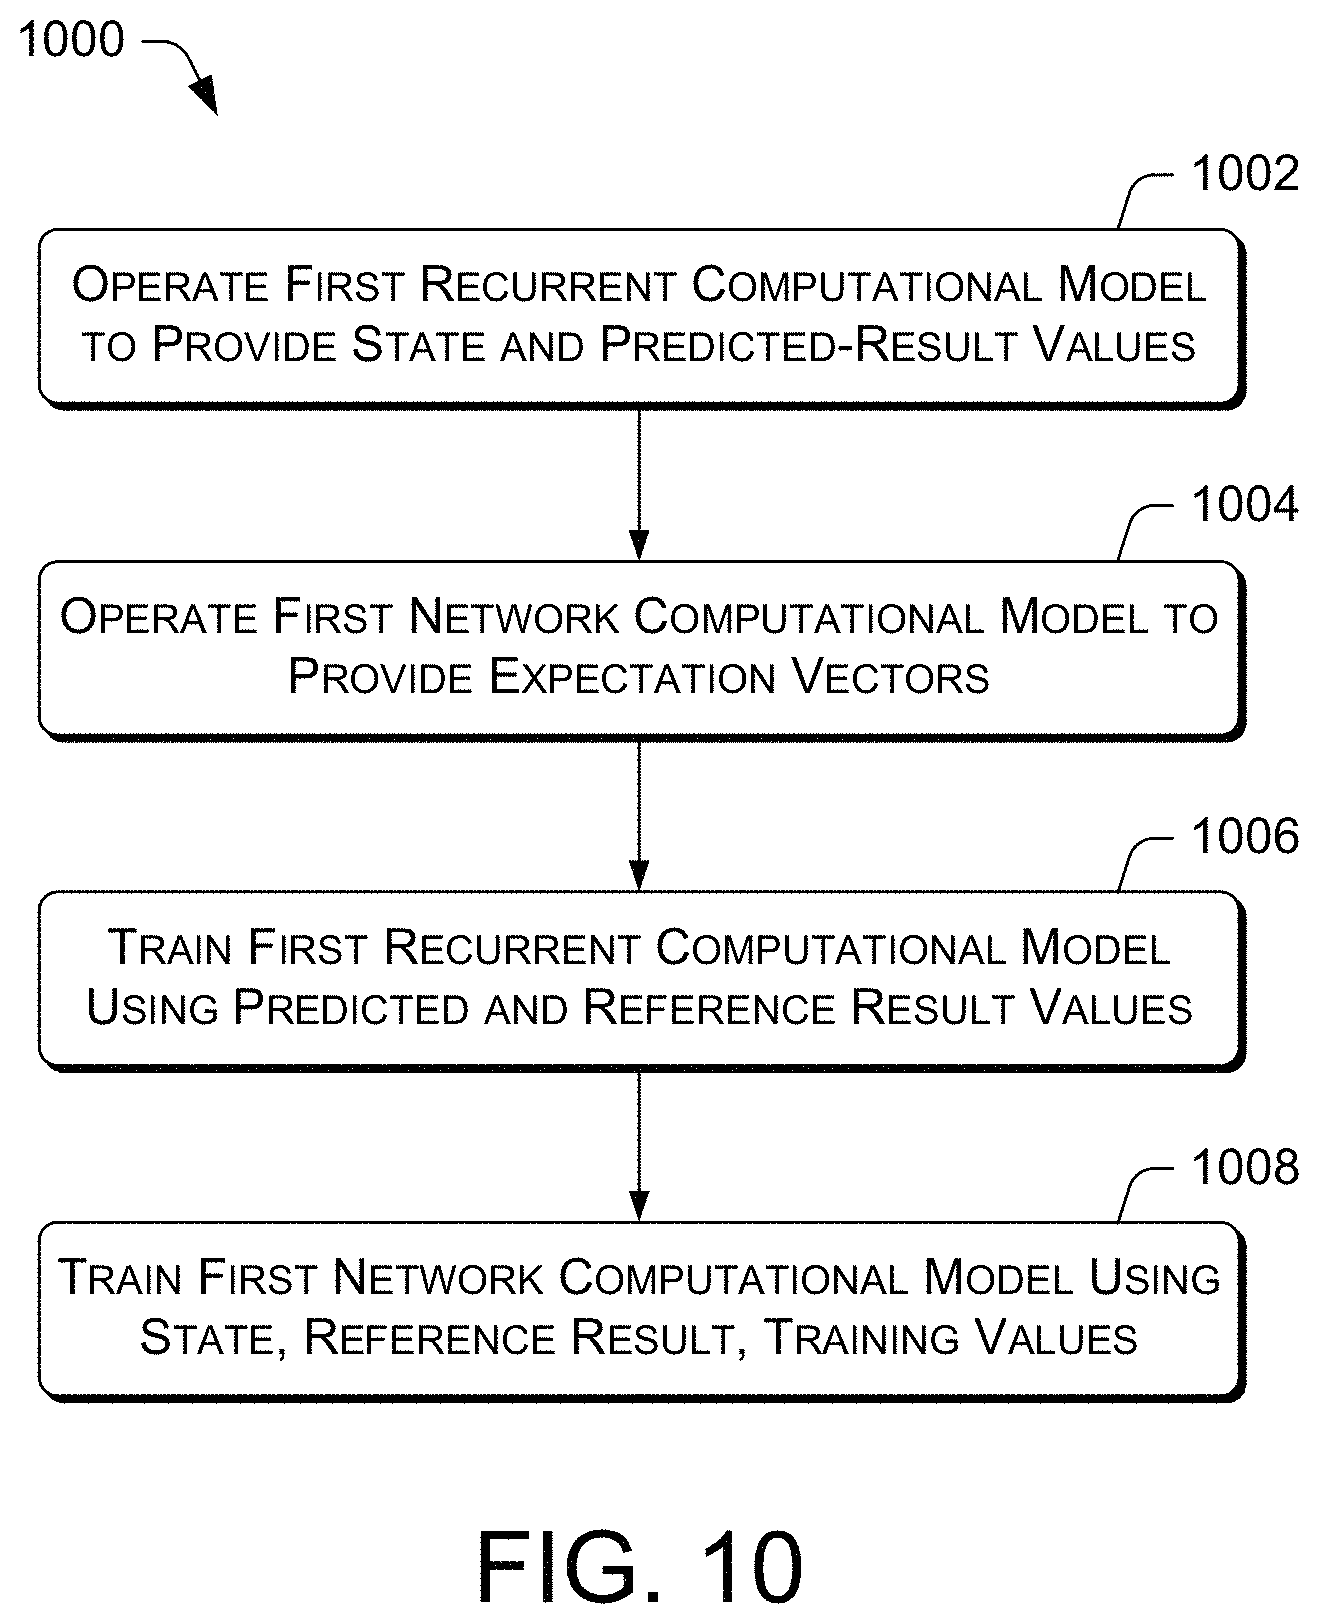 1000
1002
OPERATE FIRST RECURRENT COMPUTATIONAL MODEL
TO PROVIDE STATE AND PREDICTED-RESULT VALUES
1004
OPERATE FIRST NETWORK COMPUTATIONAL MODEL TO
PROVIDE EXPECTATION VECTORS
1006
TRAIN FIRST RECURRENT COMPUTATIONAL MODEL
USING PREDICTED AND REFERENCE RESULT VALUES
1008
TRAIN FIRST NETWORK COMPUTATIONAL MODEL USING
STATE, REFERENCE RESULT, TRAINING VALUES
FIG. 10